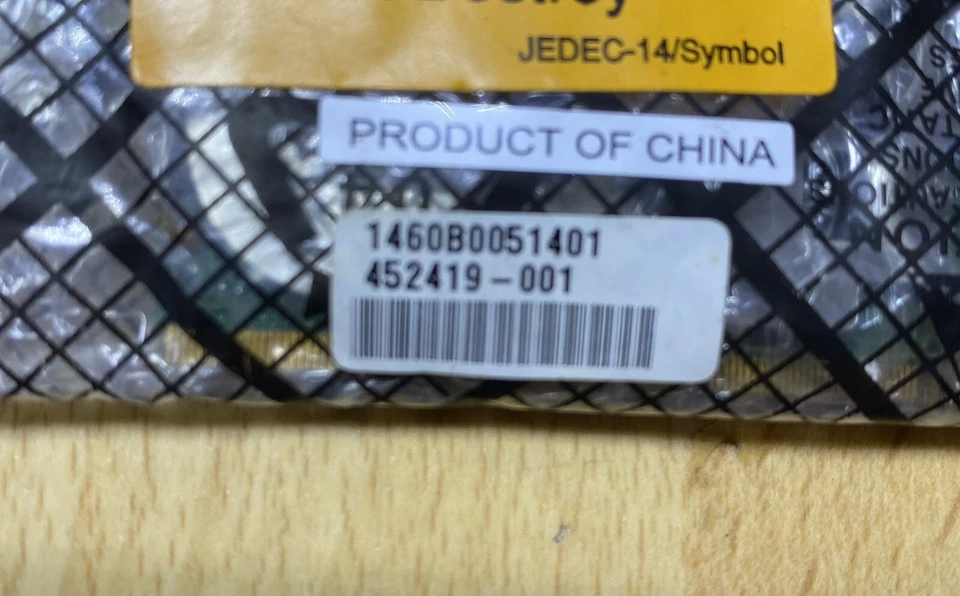 JEDEC-14/Symbol
PRODUCT OF CHINA
1460B0051401
452419-001